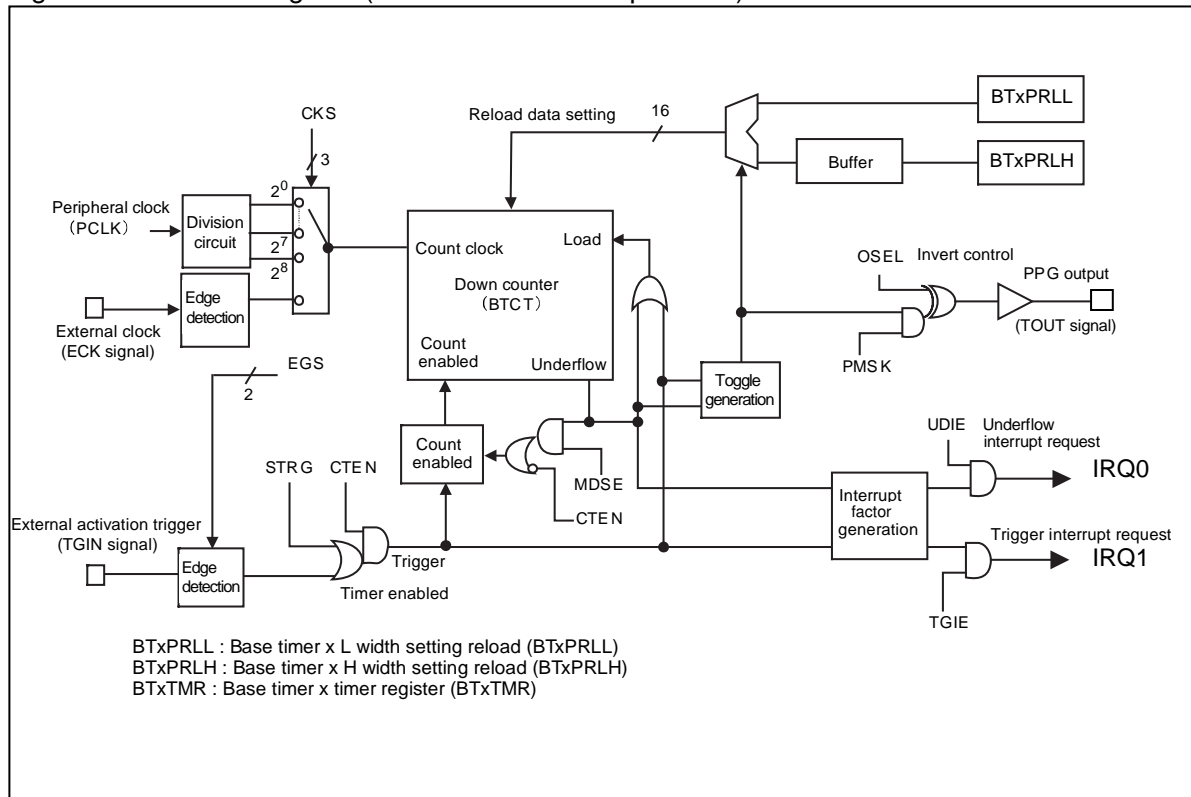 BTxPRLL
16
Reload data setting
CKS
3
Buffer
BTxPRLH
2⁰
Peripheral clock
(PCLK)
Division
circuit
2⁷
2⁸
Count clock
Load
Down counter
(BTCT)
OSEL
Invert control
PPG output
(TOUT signal)
PMSK
Edge
detection
External clock
(ECK signal)
Count
enabled
Underflow
EGS
2
Toggle
generation
UDIE
Underflow
interrupt request
IRQ0
Count
enabled
STRG
CTEN
MDSE
CTEN
Interrupt
factor
generation
External activation trigger
(TGIN signal)
Edge
detection
Trigger
Timer enabled
Trigger interrupt request
IRQ1
TGIE
BTxPRLL : Base timer x L width setting reload (BTxPRLL)
BTxPRLH : Base timer x H width setting reload (BTxPRLH)
BTxTMR : Base timer x timer register (BTxTMR)